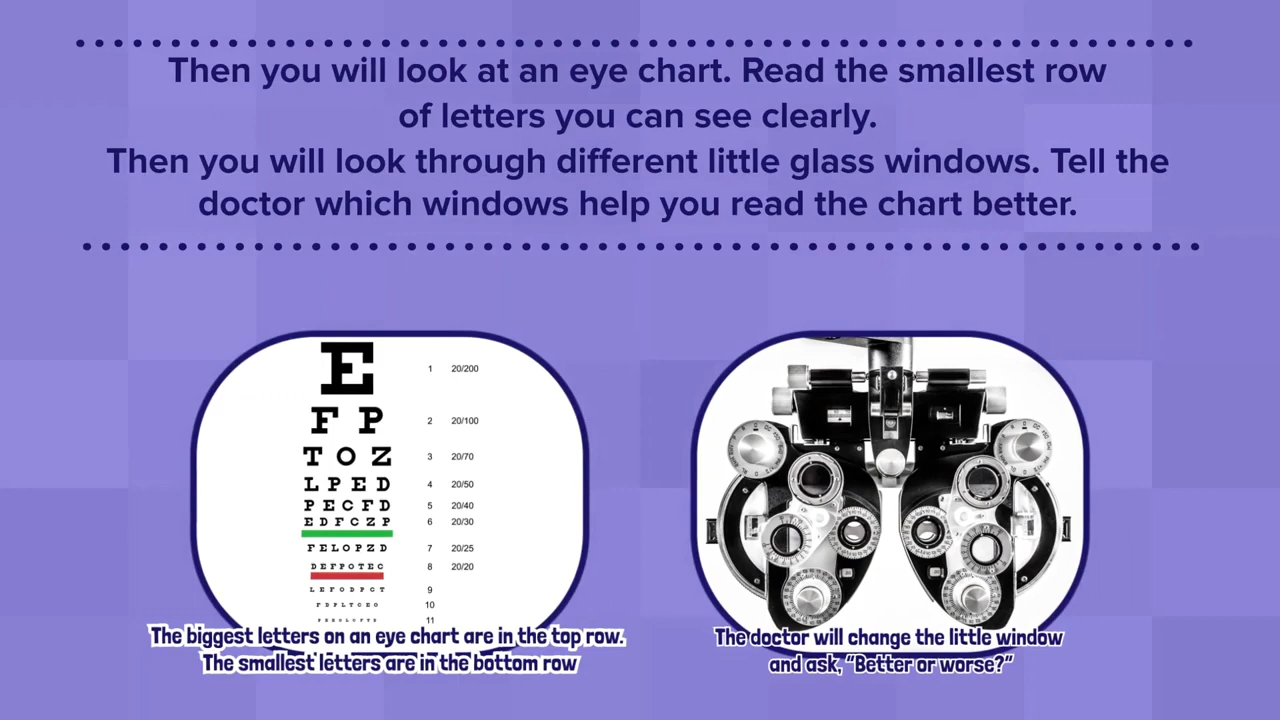 Then you will look at an eye chart. Read the smallest row
of letters you can see clearly.
Then you will look through different little glass windows. Tell the
doctor which windows help you read the chart better.
E 1 20/200
F P 2 20/100
T O Z 3 20/70
L P E D 4 20/50
P E C F D 5 20/40
E D F C Z P 6 20/30
F E L O P Z D 7 20/25
D E F P O T E C 8 20/20
L E F O D P C T 9
F D P L T C E O 10
11
The biggest letters on an eye chart are in the top row.
The smallest letters are in the bottom row
The doctor will change the little window
and ask, "Better or worse?"